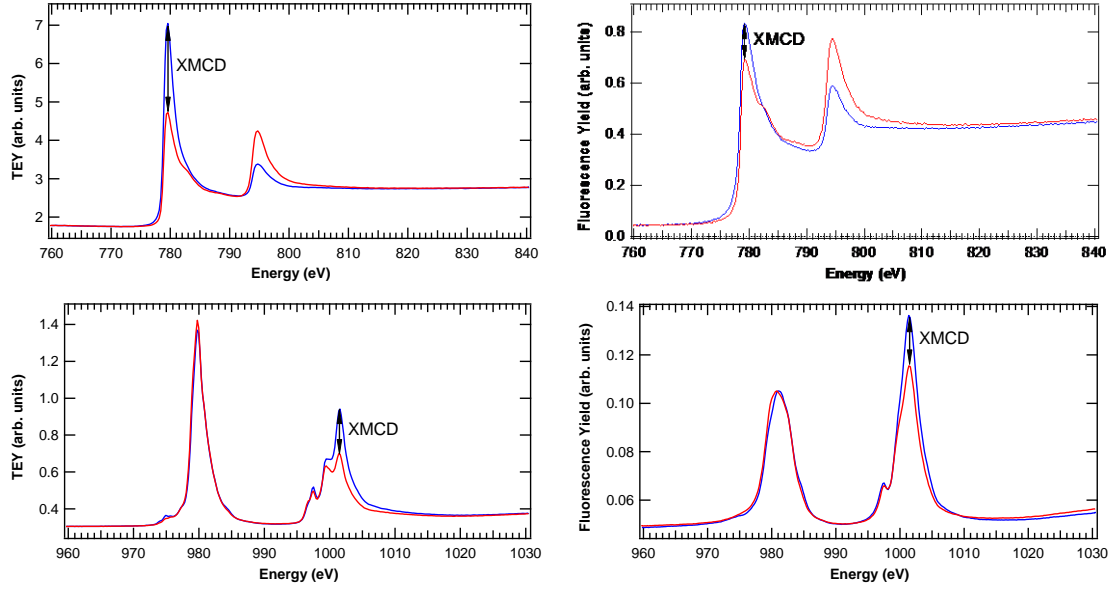 TEY (arb. units)
7
6
5
4
3
2
XMCD
760 770 780 790 800 810 820 830 840
Energy (eV)
Fluorescence Yield (arb. units)
0.8
0.6
0.4
0.2
0.0
XMCD
760 770 780 790 800 810 820 830 840
Energy (eV)
TEY (arb. units)
1.4
1.2
1.0
0.8
0.6
0.4
XMCD
960 970 980 990 1000 1010 1020 1030
Energy (eV)
Fluorescence Yield (arb. units)
0.14
0.12
0.10
0.08
0.06
XMCD
960 970 980 990 1000 1010 1020 1030
Energy (eV)